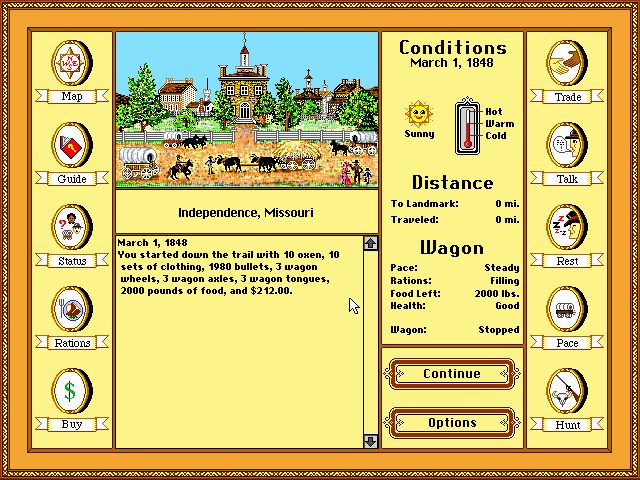 Map
Guide
Status
Rations
$
Buy
Independence, Missouri
March 1, 1848
You started down the trail with 10 oxen, 10
sets of clothing, 1980 bullets, 3 wagon
wheels, 3 wagon axles, 3 wagon tongues,
2000 pounds of food, and $212.00.
Conditions
March 1, 1848
Sunny
Hot
Warm
Cold
Distance
To Landmark: 0 mi.
Traveled: 0 mi.
Wagon
Pace: Steady
Rations: Filling
Food Left: 2000 lbs.
Health: Good
Wagon: Stopped
Continue
Options
Trade
Talk
Rest
Pace
Hunt